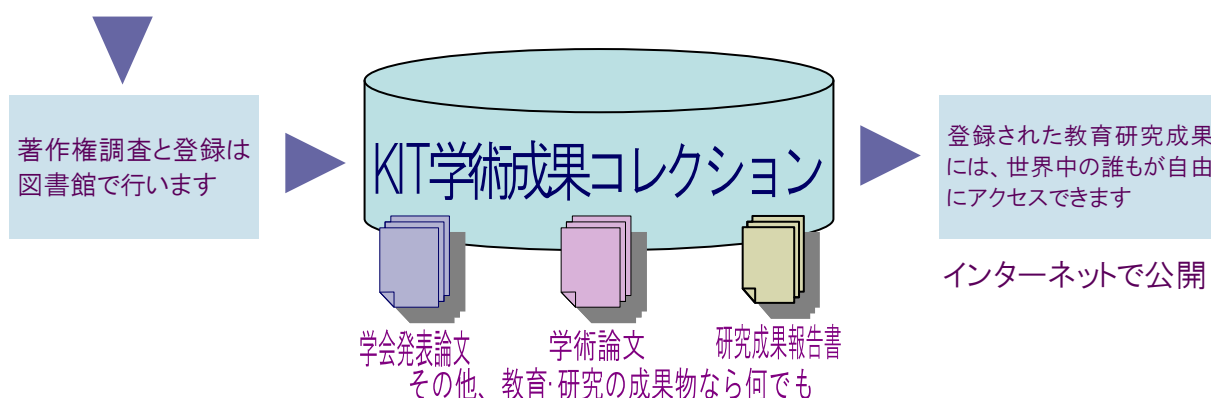 著作権調査と登録は
図書館で行います
KIT学術成果コレクション
登録された教育研究成果
には、世界中の誰もが自由
にアクセスできます
インターネットで公開
学会発表論文
学術論文
研究成果報告書
その他、教育・研究の成果物なら何でも